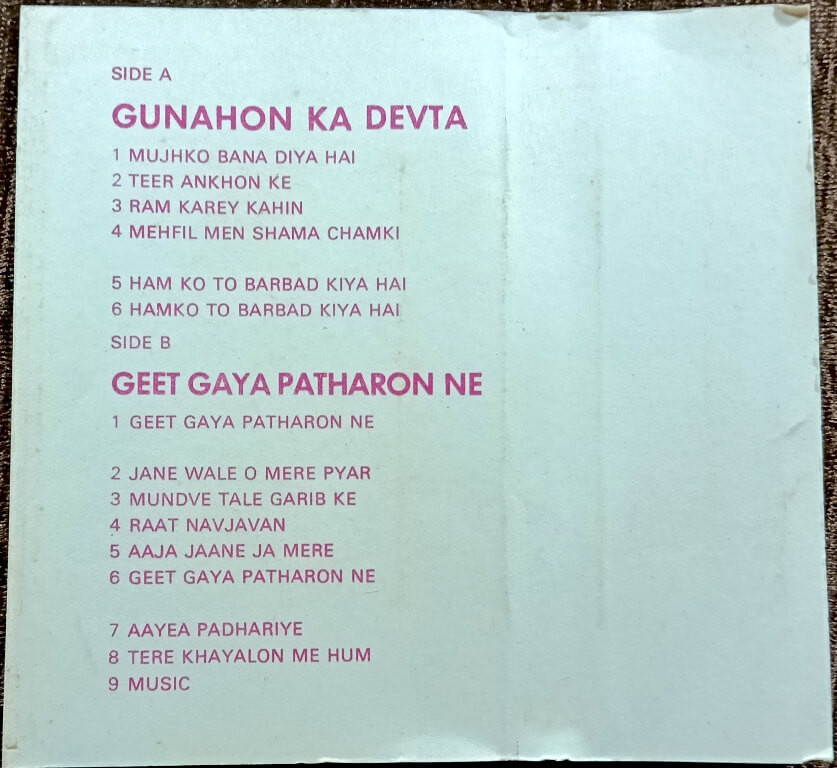 SIDE A
GUNAHON KA DEVTA
1 MUJHKO BANA DIYA HAI
2 TEER ANKHON KE
3 RAM KAREY KAHIN
4 MEHFIL MEN SHAMA CHAMKI
5 HAM KO TO BARBAD KIYA HAI
6 HAMKO TO BARBAD KIYA HAI
SIDE B
GEET GAYA PATHARON NE
1 GEET GAYA PATHARON NE
2 JANE WALE O MERE PYAR
3 MUNDVE TALE GARIB KE
4 RAAT NAVJAVAN
5 AAJA JAANE JA MERE
6 GEET GAYA PATHARON NE
7 AAYEA PADHARIYE
8 TERE KHAYALON ME HUM
9 MUSIC